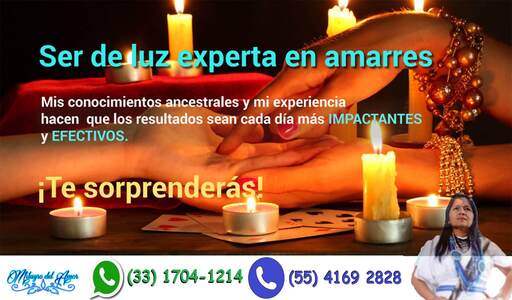 Ser de luz experta en amarres
Mis conocimientos ancestrales y mi experiencia
hacen que los resultados sean cada día más IMPACTANTES
y EFECTIVOS.
¡Te sorprenderás!
Milagro del Amor
(33) 1704-1214
(55) 4169 2828